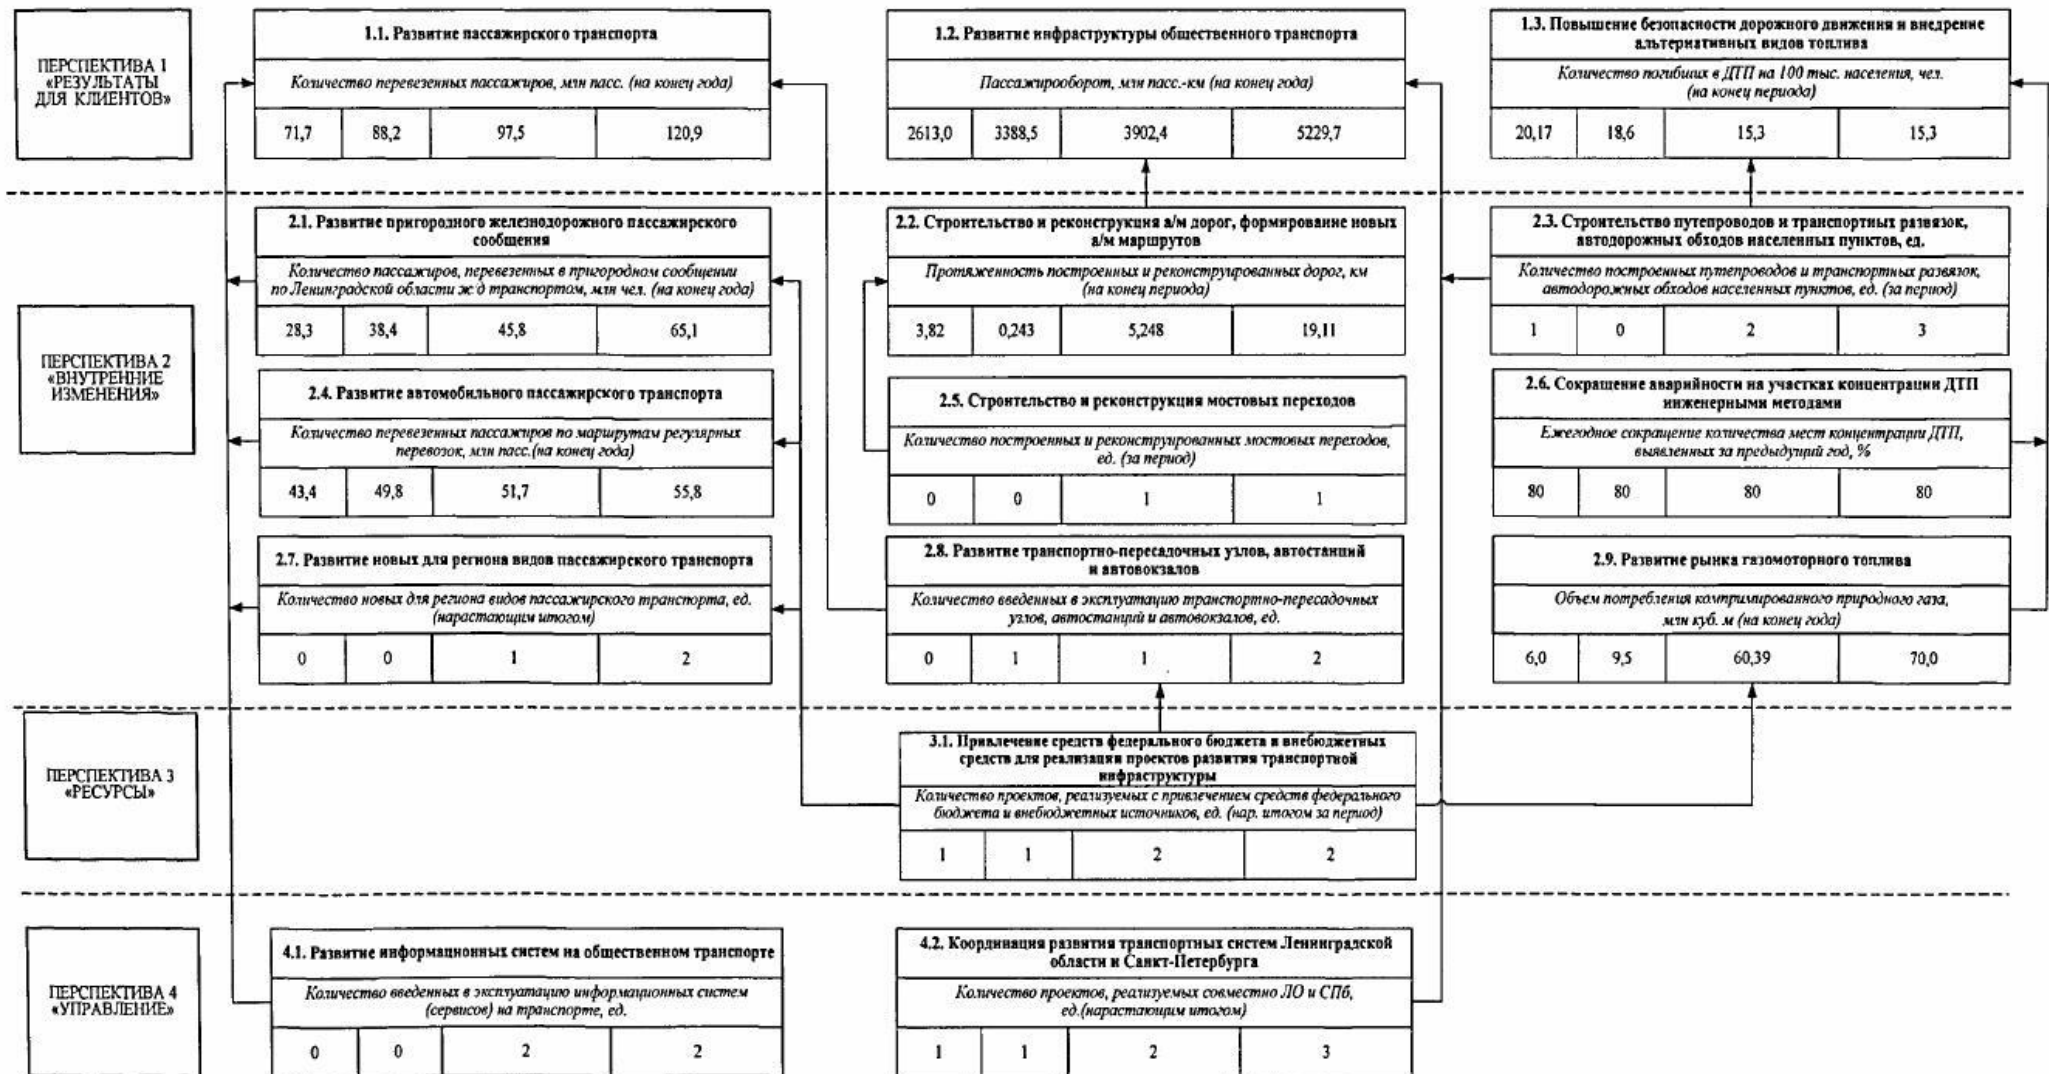 ПЕРСПЕКТИВА 1
«РЕЗУЛЬТАТЫ
ДЛЯ КЛИЕНТОВ»
1.1. Развитие пассажирского транспорта
Количество перевезенных пассажиров, млн пасс. (на конец года)
71,7 88,2 97,5 120,9
1.2. Развитие инфраструктуры общественного транспорта
Пассажирооборот, млн пасс.-км (на конец года)
2613,0 3388,5 3902,4 5229,7
1.3. Повышение безопасности дорожного движения и внедрение
альтернативных видов топлива
Количество погибших в ДТП на 100 тыс. населения, чел.
(на конец периода)
20,17 18,6 15,3 15,3
ПЕРСПЕКТИВА 2
«ВНУТРЕННИЕ
ИЗМЕНЕНИЯ»
2.1. Развитие пригородного железнодорожного пассажирского
сообщения
Количество пассажиров, перевезенных в пригородном сообщении
по Ленинградской области ж/д транспортом, млн чел. (на конец года)
28,3 38,4 45,8 65,1
2.2. Строительство и реконструкция а/м дорог, формирование новых
а/м маршрутов
Протяженность построенных и реконструированных дорог, км
(на конец периода)
3,82 0,243 5,248 19,11
2.3. Строительство путепроводов и транспортных развязок,
автодорожных обходов населенных пунктов, ед.
Количество построенных путепроводов и транспортных развязок,
автодорожных обходов населенных пунктов, ед. (за период)
1 0 2 3
2.4. Развитие автомобильного пассажирского транспорта
Количество перевезенных пассажиров по маршрутам регулярных
перевозок, млн пасс.(на конец года)
43,4 49,8 51,7 55,8
2.5. Строительство и реконструкция мостовых переходов
Количество построенных и реконструированных мостовых переходов,
ед. (за период)
0 0 1 1
2.6. Сокращение аварийности на участках концентрации ДТП
инженерными методами
Ежегодное сокращение количества мест концентрации ДТП,
выявленных за предыдущий год, %
80 80 80 80
2.7. Развитие новых для региона видов пассажирского транспорта
Количество новых для региона видов пассажирского транспорта, ед.
(нарастающим итогом)
0 0 1 2
2.8. Развитие транспортно-пересадочных узлов, автостанций
и автовокзалов
Количество введенных в эксплуатацию транспортно-пересадочных
узлов, автостанций и автовокзалов, ед.
0 1 1 2
2.9. Развитие рынка газомоторного топлива
Объем потребления компримированного природного газа,
млн куб. м (на конец года)
6,0 9,5 60,39 70,0
ПЕРСПЕКТИВА 3
«РЕСУРСЫ»
3.1. Привлечение средств федерального бюджета и внебюджетных
средств для реализации проектов развития транспортной
инфраструктуры
Количество проектов, реализуемых с привлечением средств федерального
бюджета и внебюджетных источников, ед. (нар. итогом за период)
1 1 2 2
ПЕРСПЕКТИВА 4
«УПРАВЛЕНИЕ»
4.1. Развитие информационных систем на общественном транспорте
Количество введенных в эксплуатацию информационных систем
(сервисов) на транспорте, ед.
0 0 2 2
4.2. Координация развития транспортных систем Ленинградской
области и Санкт-Петербурга
Количество проектов, реализуемых совместно ЛО и СПб,
ед.(нарастающим итогом)
1 1 2 3